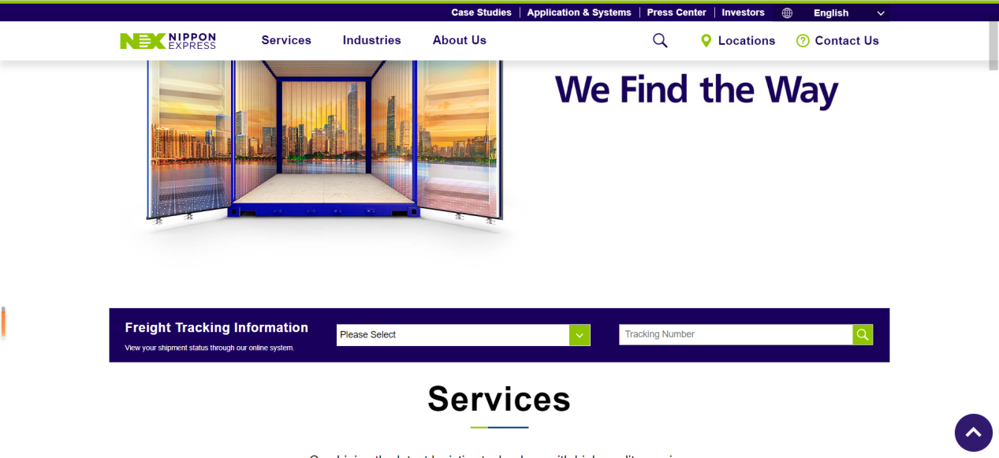 Case Studies
Application & Systems
Press Center
Investors
English
NEX NIPPON
EXPRESS
Services
Industries
About Us
Locations
Contact Us
We Find the Way
Freight Tracking Information
View your shipment status through our online system.
Please Select
Tracking Number
Services